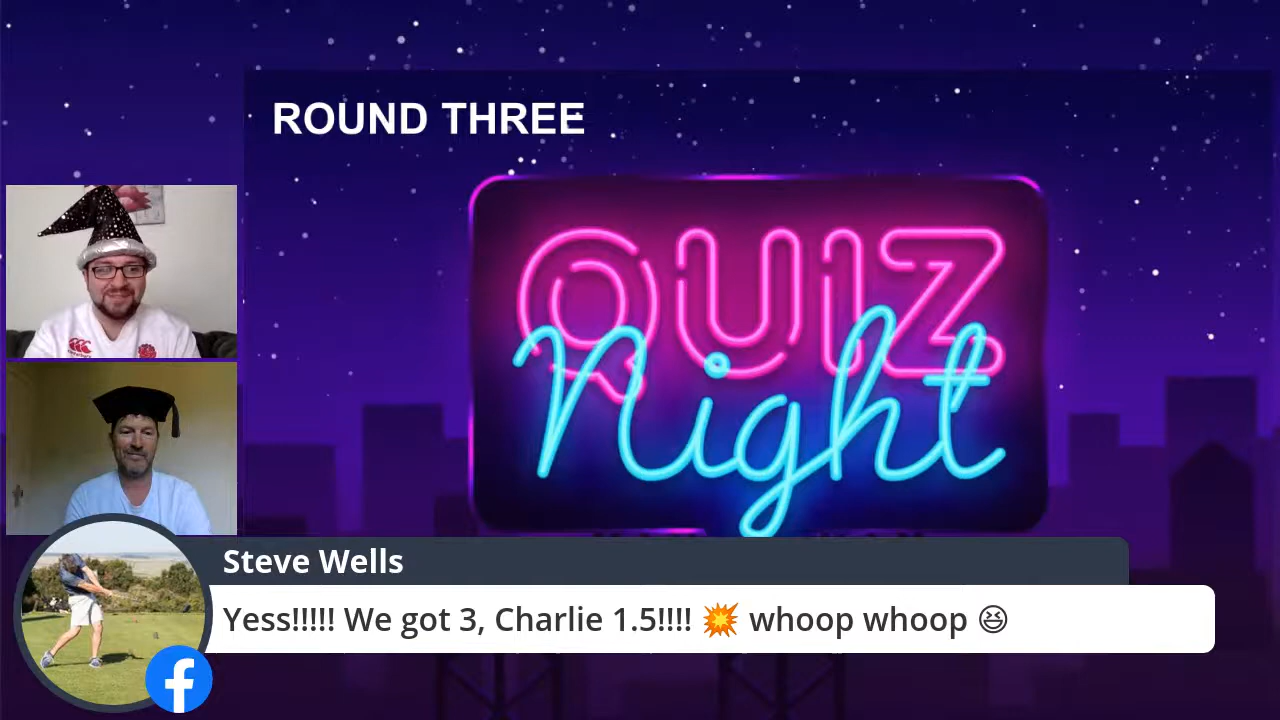 ROUND THREE
QUIZ
Night
Steve Wells
Yess!!!!! We got 3, Charlie 1.5!!!! 💥 whoop whoop 😆